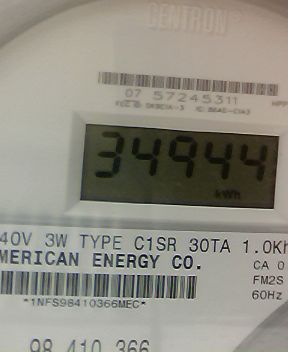 CENTRON
07 57245311
34944
kWh
40V 3W TYPE C1SR 30TA 1.0Kh
MERICAN ENERGY CO.
CA 0
FM2S
60Hz
*1NFS98410366MEC*
98 410 366